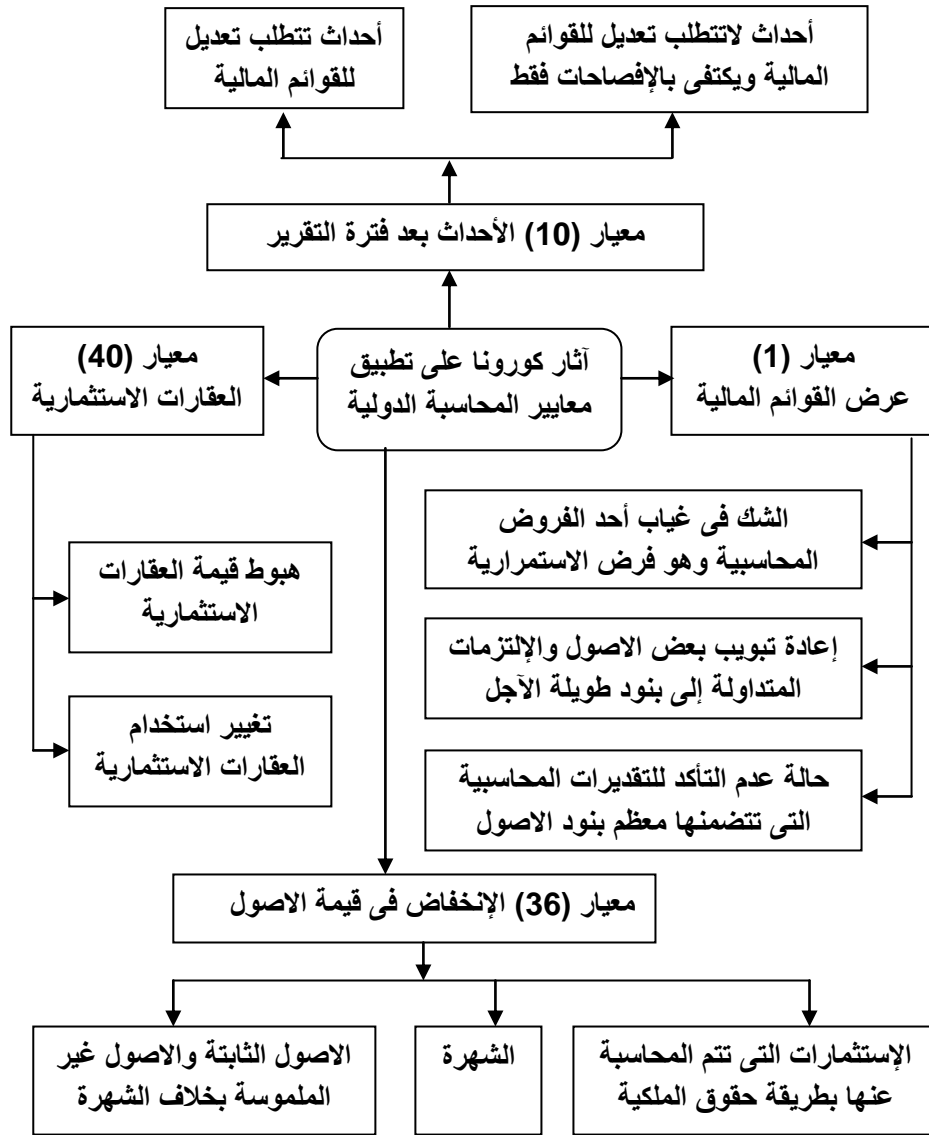 أحداث لاتتطلب تعديل للقوائم
المالية ويكتفى بالإفصاحات فقط
أحداث تتطلب تعديل
للقوائم المالية
معيار (10) الأحداث بعد فترة التقرير
معيار (1)
عرض القوائم المالية
آثار كورونا على تطبيق
معايير المحاسبة الدولية
معيار (40)
العقارات الاستثمارية
الشك فى غياب أحد الفروض
المحاسبية وهو فرض الاستمرارية
إعادة تبويب بعض الاصول والإلتزمات
المتداولة إلى بنود طويلة الآجل
حالة عدم التأكد للتقديرات المحاسبية
التى تتضمنها معظم بنود الاصول
هبوط قيمة العقارات
الاستثمارية
تغيير استخدام
العقارات الاستثمارية
معيار (36) الإنخفاض فى قيمة الاصول
الإستثمارات التى تتم المحاسبة
عنها بطريقة حقوق الملكية
الشهرة
الاصول الثابتة والاصول غير
الملموسة بخلاف الشهرة